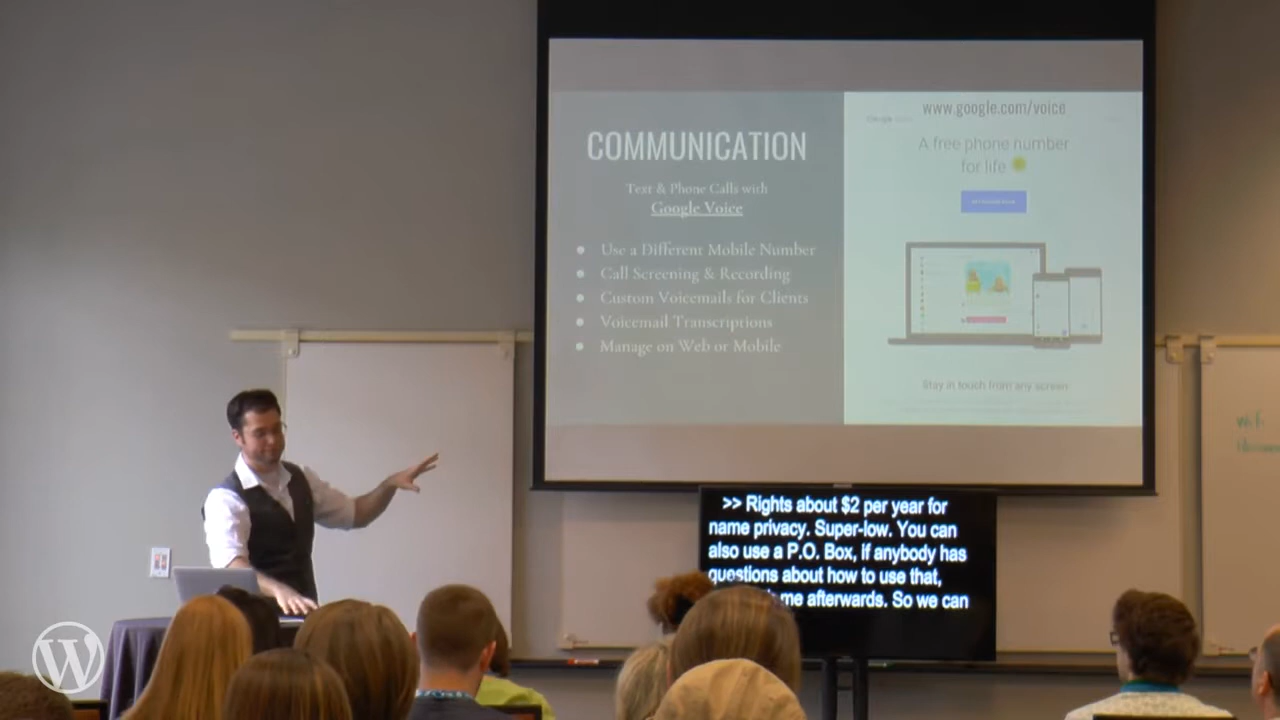 COMMUNICATION
Text & Phone Calls with
Google Voice
● Use a Different Mobile Number
● Call Screening & Recording
● Custom Voicemails for Clients
● Voicemail Transcriptions
● Manage on Web or Mobile
www.google.com/voice
A free phone number
for life
Stay in touch from any screen
>> Rights about $2 per year for
name privacy. Super-low. You can
also use a P.O. Box, if anybody has
questions about how to use that,
me afterwards. So we can
W